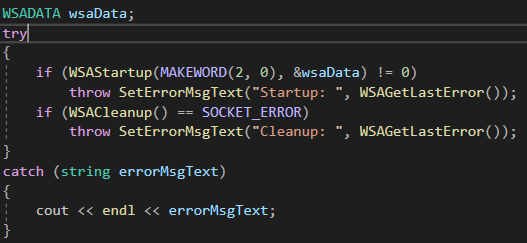 WSADATA wsaData;
try
{
    if (WSAStartup(MAKEWORD(2, 0), &wsaData) != 0)
        throw SetErrorMsgText("Startup: ", WSAGetLastError());
    if (WSACleanup() == SOCKET_ERROR)
        throw SetErrorMsgText("Cleanup: ", WSAGetLastError());
}
catch (string errorMsgText)
{
    cout << endl << errorMsgText;
}